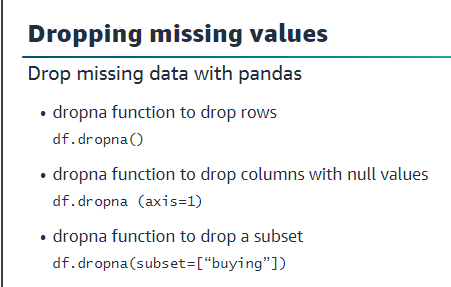 Dropping missing values
Drop missing data with pandas
• dropna function to drop rows
df.dropna()
• dropna function to drop columns with null values
df.dropna (axis=1)
• dropna function to drop a subset
df.dropna(subset=[“buying”])